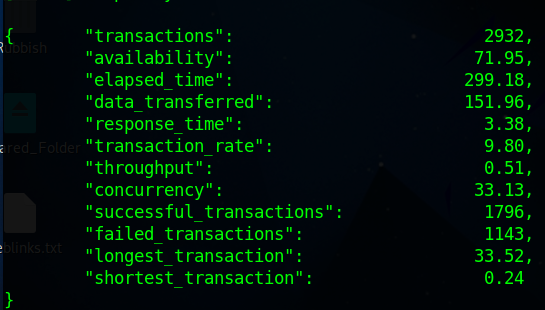 { "transactions": 2932,
Rubbish
"availability": 71.95,
"elapsed_time": 299.18,
"data_transferred": 151.96,
"response_time": 3.38,
"transaction_rate": 9.80,
ared_Folder
"throughput": 0.51,
"concurrency": 33.13,
"successful_transactions": 1796,
"failed_transactions": 1143,
eblinks.txt
"longest_transaction": 33.52,
"shortest_transaction": 0.24
}